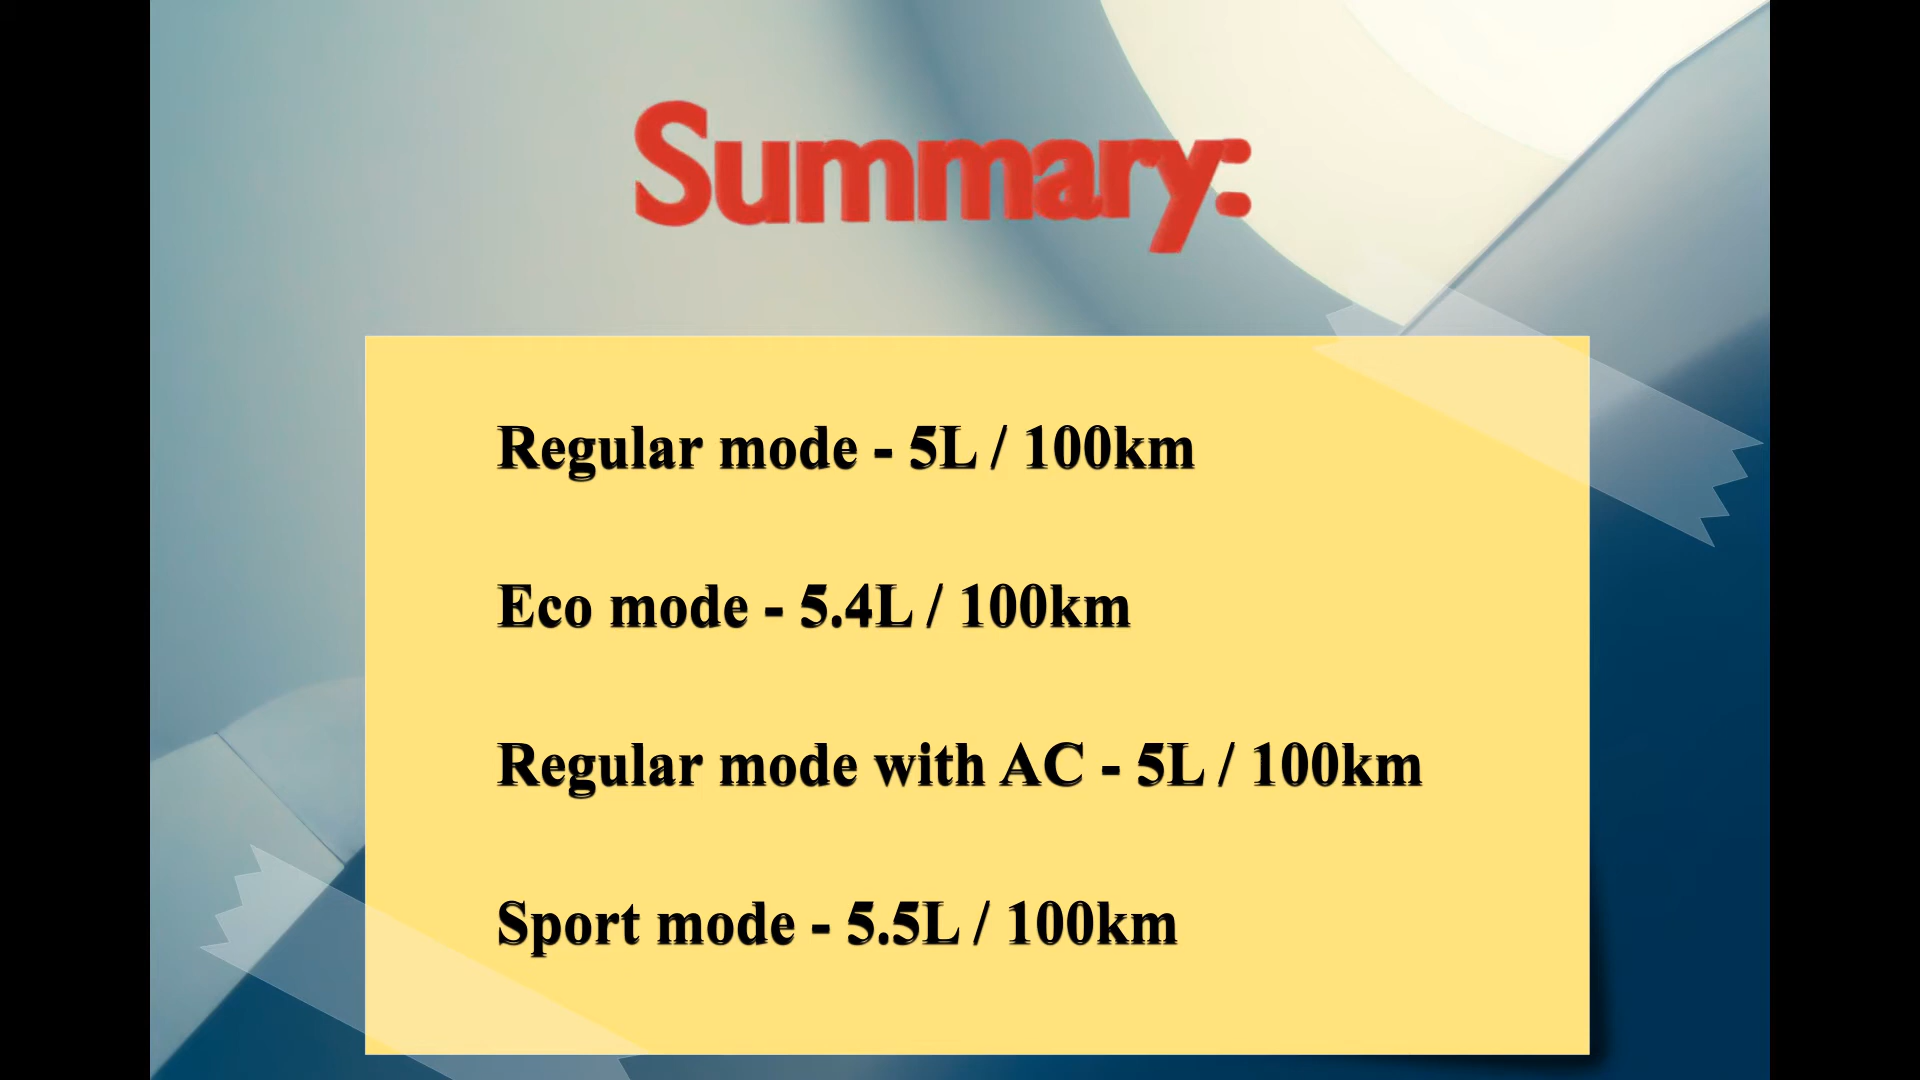 Summary:
Regular mode - 5L / 100km
Eco mode - 5.4L / 100km
Regular mode with AC - 5L / 100km
Sport mode - 5.5L / 100km